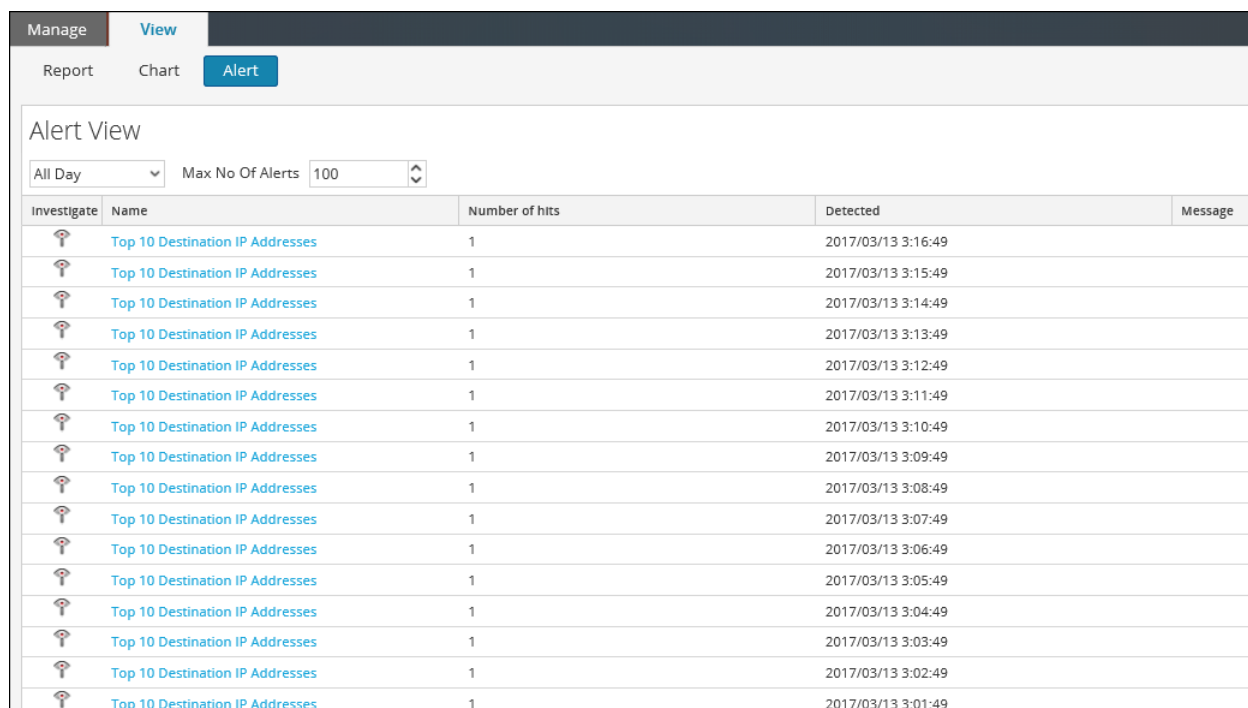 Manage View
Report Chart Alert
Alert View
All Day Max No Of Alerts 100
Investigate Name Number of hits Detected Message
Top 10 Destination IP Addresses 1 2017/03/13 3:16:49
Top 10 Destination IP Addresses 1 2017/03/13 3:15:49
Top 10 Destination IP Addresses 1 2017/03/13 3:14:49
Top 10 Destination IP Addresses 1 2017/03/13 3:13:49
Top 10 Destination IP Addresses 1 2017/03/13 3:12:49
Top 10 Destination IP Addresses 1 2017/03/13 3:11:49
Top 10 Destination IP Addresses 1 2017/03/13 3:10:49
Top 10 Destination IP Addresses 1 2017/03/13 3:09:49
Top 10 Destination IP Addresses 1 2017/03/13 3:08:49
Top 10 Destination IP Addresses 1 2017/03/13 3:07:49
Top 10 Destination IP Addresses 1 2017/03/13 3:06:49
Top 10 Destination IP Addresses 1 2017/03/13 3:05:49
Top 10 Destination IP Addresses 1 2017/03/13 3:04:49
Top 10 Destination IP Addresses 1 2017/03/13 3:03:49
Top 10 Destination IP Addresses 1 2017/03/13 3:02:49
Top 10 Destination IP Addresses 1 2017/03/13 3:01:49